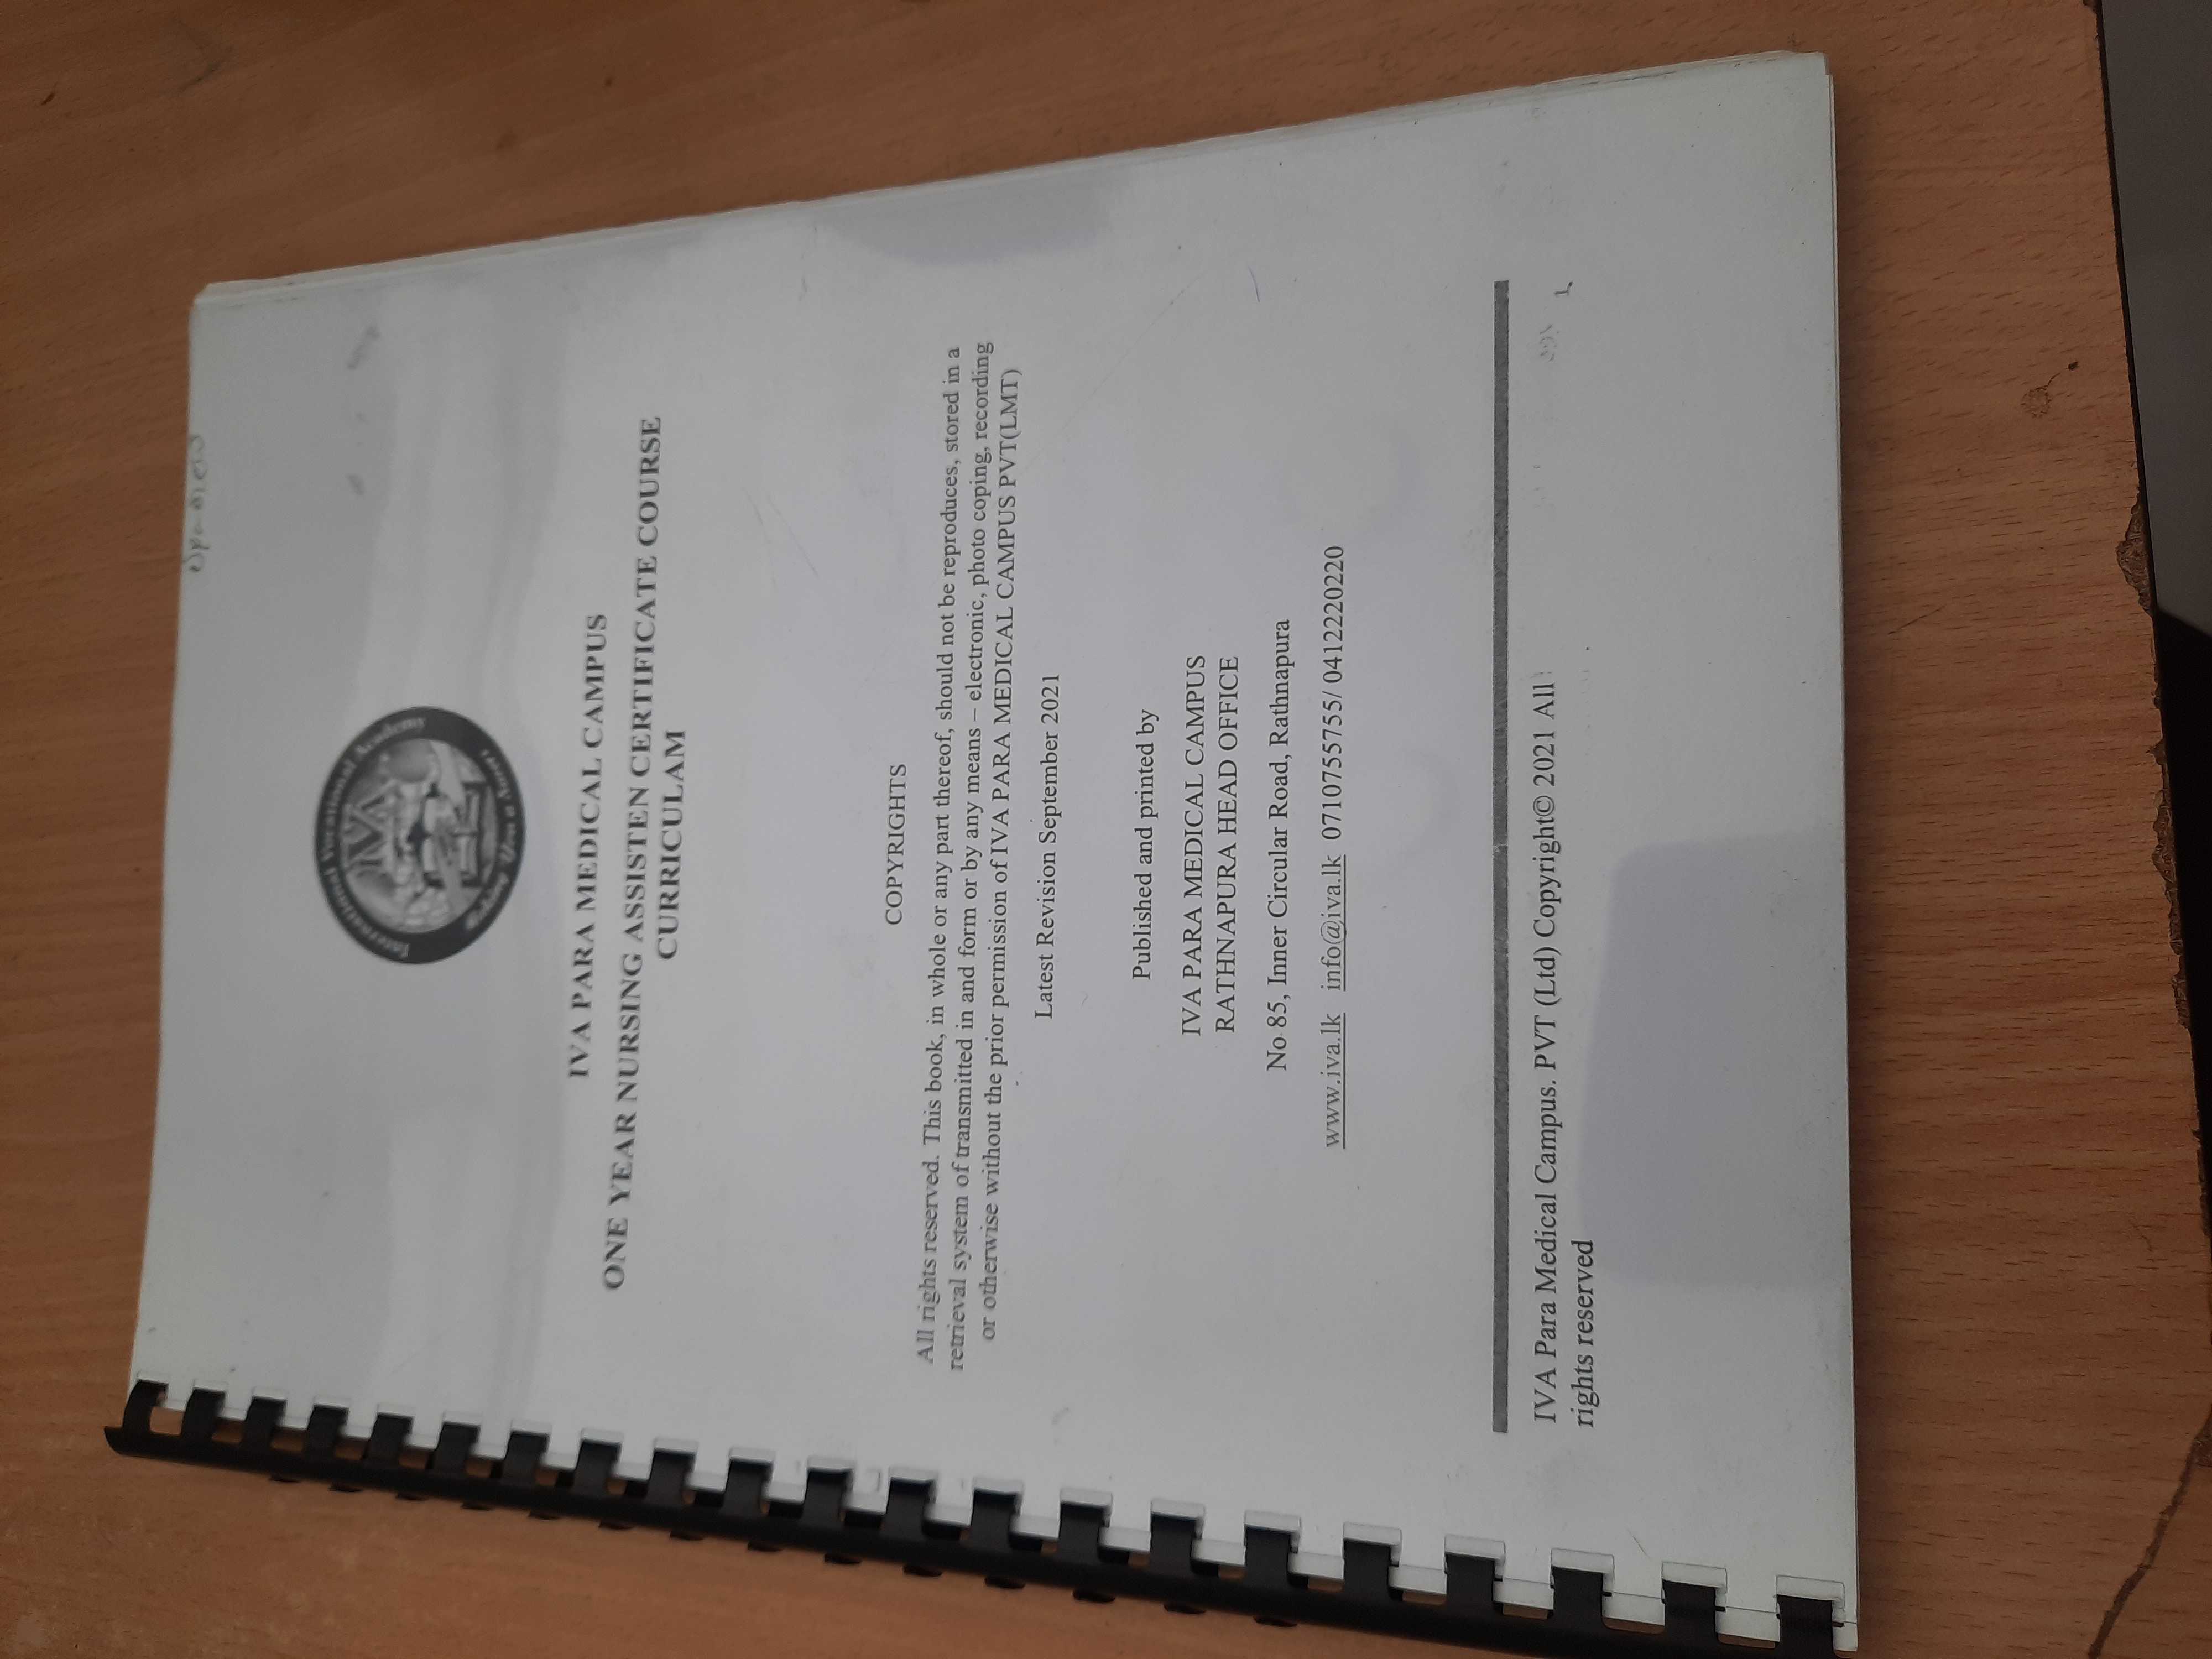 International Vocational Academy
IVA
IVA PARA MEDICAL CAMPUS
ONE YEAR NURSING ASSISTEN CERTIFICATE COURSE
CURRICULAM
COPYRIGHTS
All rights reserved. This book, in whole or any part thereof, should not be reproduces, stored in a
retrieval system of transmitted in and form or by any means – electronic, photo coping, recording
or otherwise without the prior permission of IVA PARA MEDICAL CAMPUS PVT(LMT)
Latest Revision September 2021
Published and printed by
IVA PARA MEDICAL CAMPUS
RATHNAPURA HEAD OFFICE
No 85, Inner Circular Road, Rathnapura
www.iva.lk info@iva.lk 0710755755/ 0412220220
IVA Para Medical Campus. PVT (Ltd) Copyright© 2021 All
rights reserved